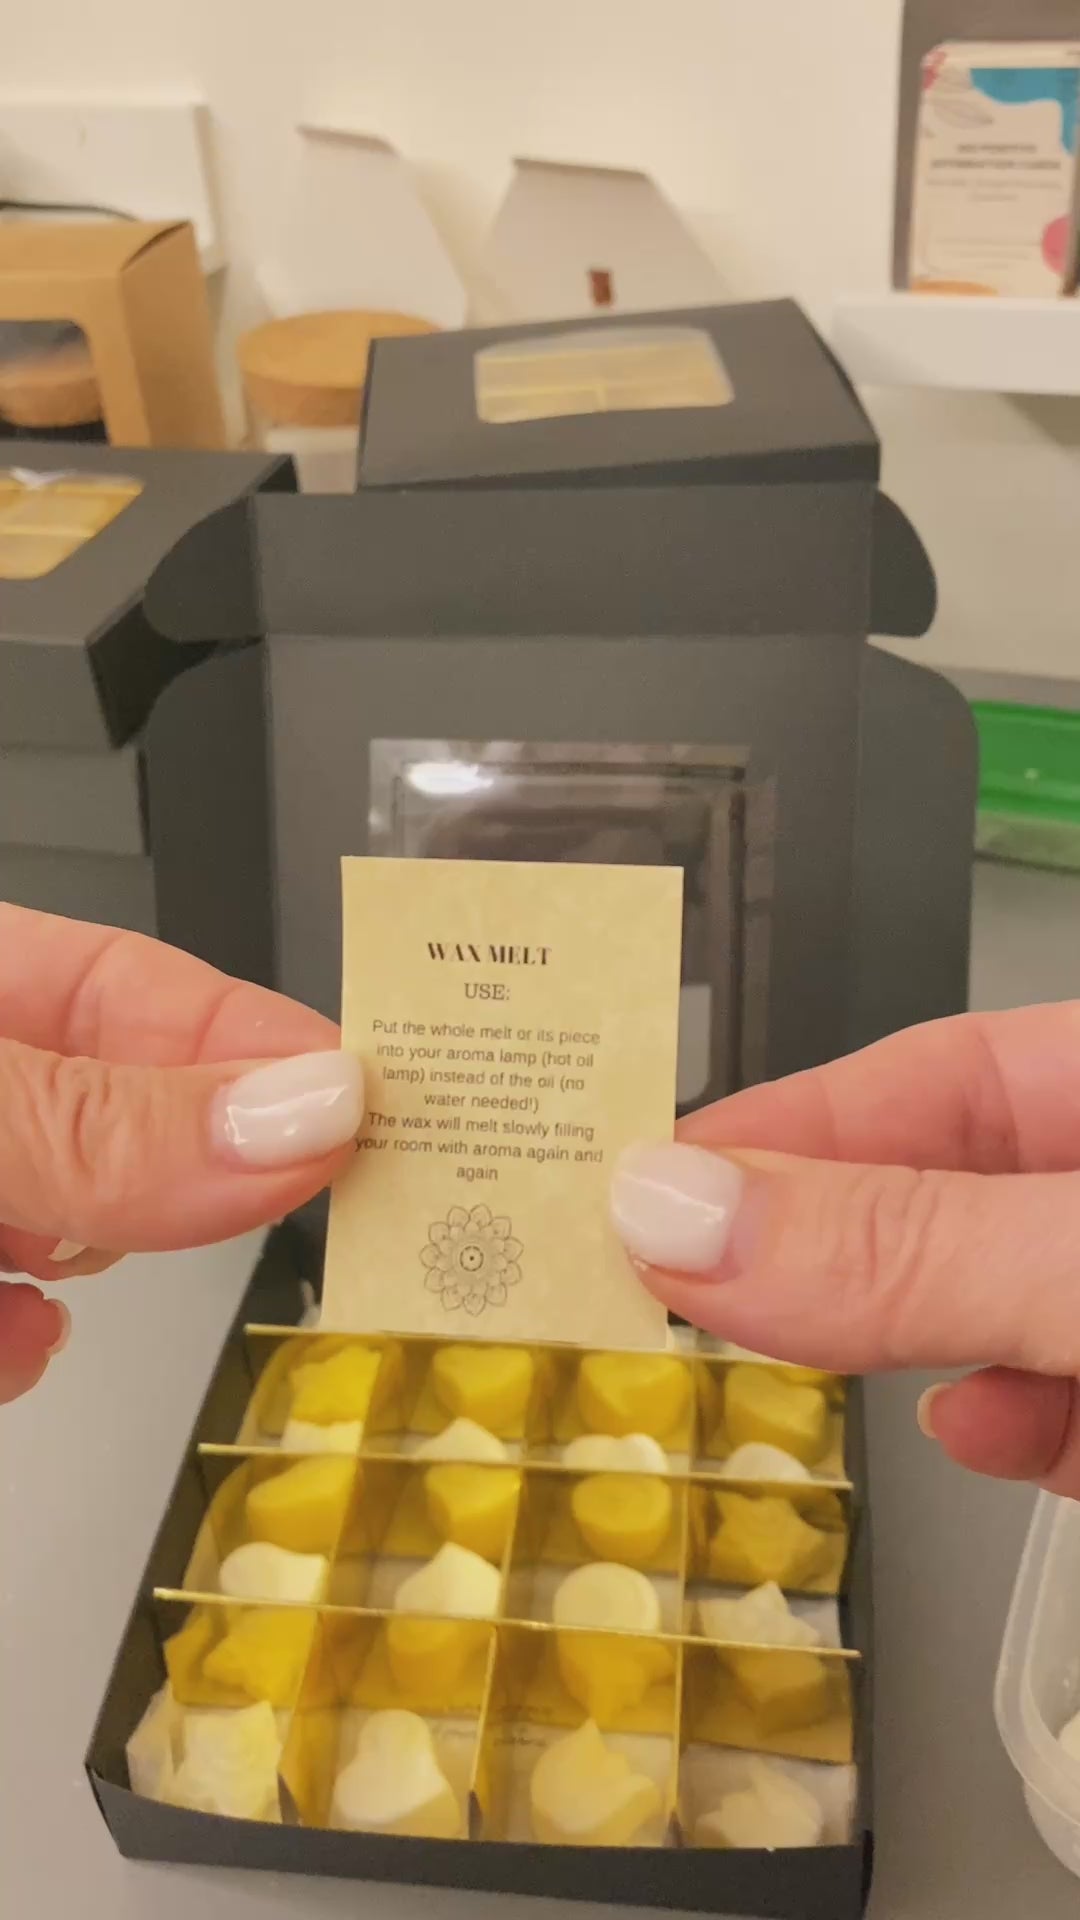 WAX MELT
USE:
Put the whole melt or its piece
into your aroma lamp (hot oil
lamp) instead of the oil (no
water needed!)
The wax will melt slowly filling
your room with aroma again and
again